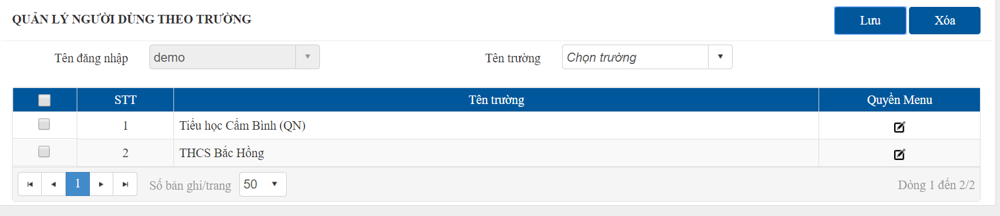 QUẢN LÝ NGƯỜI DÙNG THEO TRƯỜNG
Lưu Xóa
Tên đăng nhập demo Tên trường Chọn trường
STT Tên trường Quyền Menu
1 Tiểu học Cẩm Bình (QN)
2 THCS Bắc Hồng
1 Số bản ghi/trang 50 Dòng 1 đến 2/2